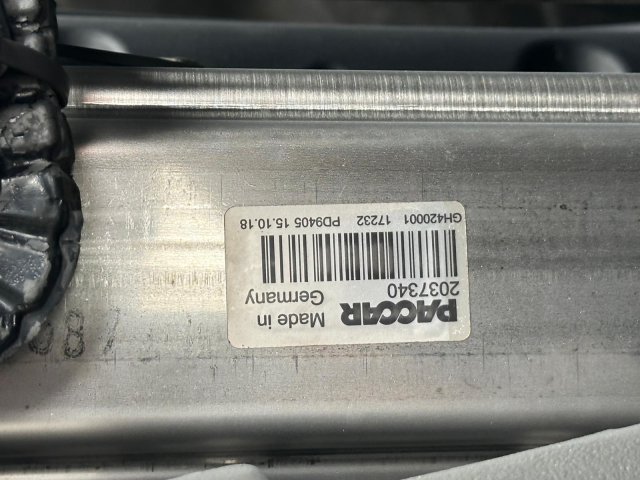 PACCAR Made in
Germany
2037340
GH420001 17232 PD9405 15.10.18